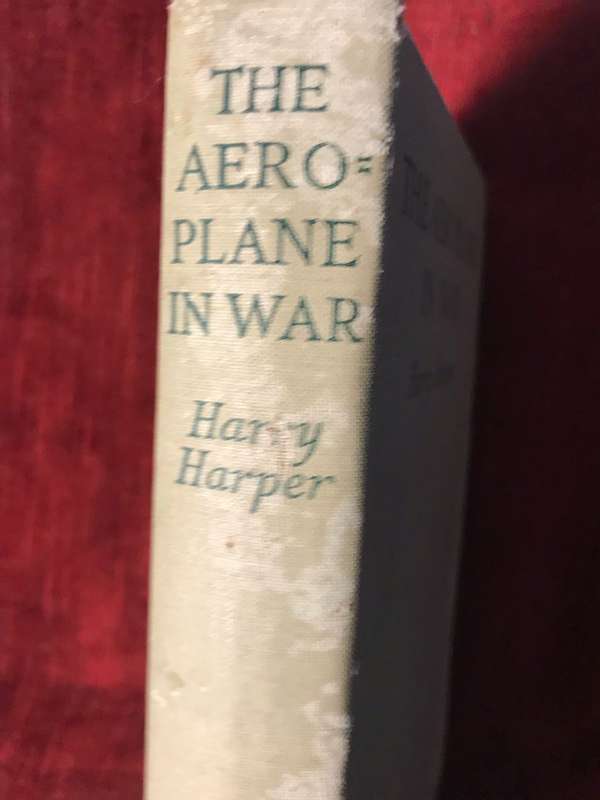 THE
AERO=
PLANE
IN WAR
Harry
Harper